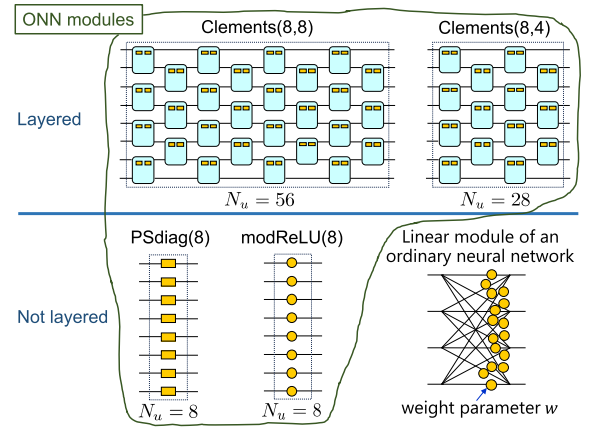 ONN modules
Clements(8,8)
Clements(8,4)
Layered
N_u = 56
N_u = 28
PSdiag(8)
modReLU(8)
Linear module of an
ordinary neural network
Not layered
N_u = 8
N_u = 8
weight parameter w